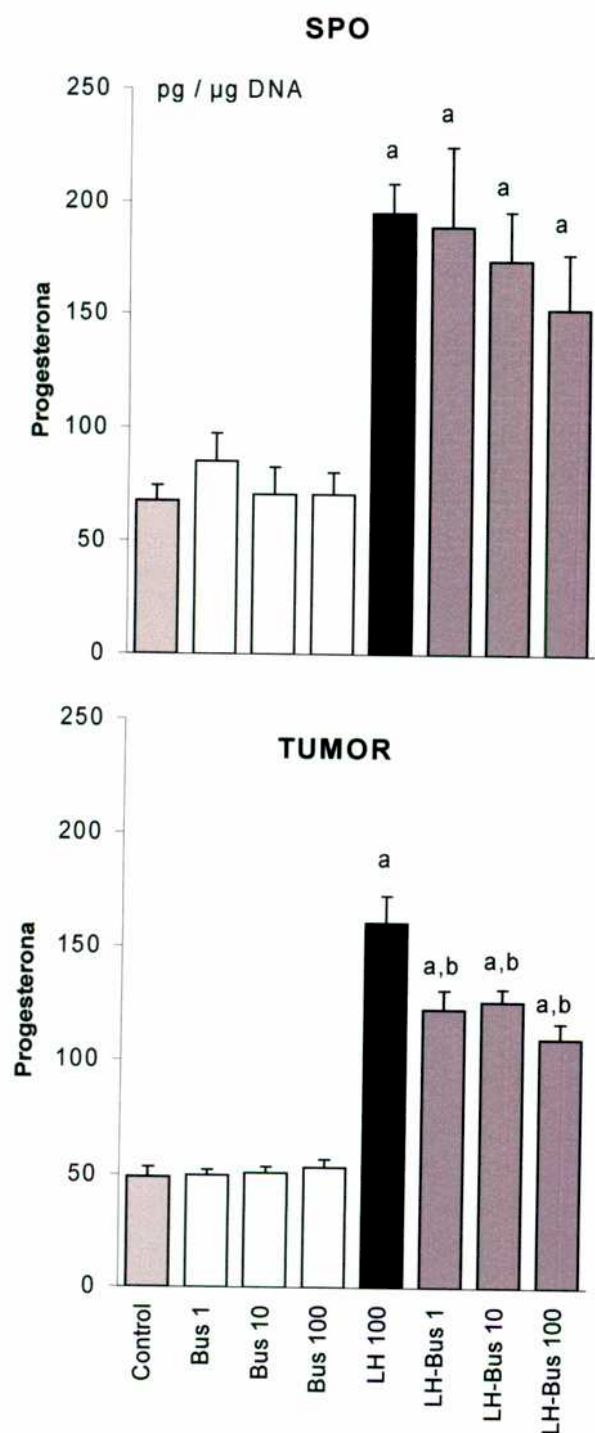 SPO
250
pg / µg DNA
a
a
a
a
200
150
100
50
0
Progesterona
TUMOR
250
200
150
100
50
0
a
a,b
a,b
a,b
Progesterona
Control
Bus 1
Bus 10
Bus 100
LH 100
LH-Bus 1
LH-Bus 10
LH-Bus 100